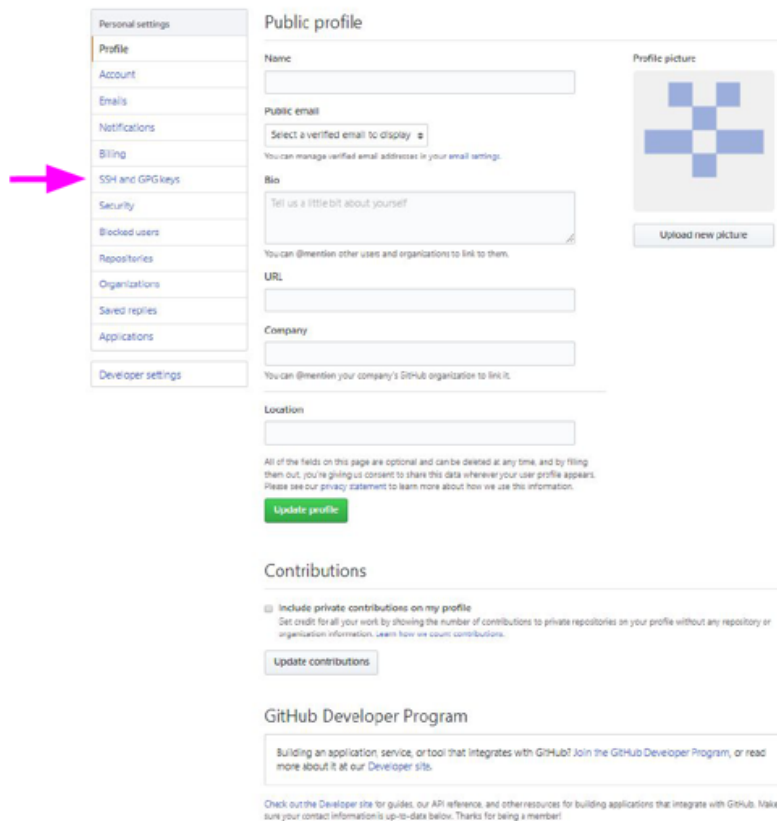 Personal settings
Profile
Account
Emails
Notifications
Billing
SSH and GPG keys
Security
Blocked users
Repositories
Organizations
Saved replies
Applications
Developer settings
Public profile
Name
Public email
Select a verified email to display
You can manage verified email addresses in your email settings.
Bio
Tell us a little bit about yourself
You can @mention other users and organizations to link to them.
URL
Company
You can @mention your company's GitHub organization to link it.
Location
All of the fields on this page are optional and can be deleted at any time, and by filling
them out, you're giving us consent to share this data wherever your user profile appears.
Please see our privacy statement to learn more about how we use this information.
Update profile
Profile picture
Upload new picture
Contributions
Include private contributions on my profile
Get credit for all your work by showing the number of contributions to private repositories on your profile without any repository or
organization information. Learn how we count contributions.
Update contributions
GitHub Developer Program
Building an application, service, or tool that integrates with GitHub? Join the GitHub Developer Program, or read
more about it at our Developer site.
Check out the Developer site for guides, our API reference, and other resources for building applications that integrate with GitHub. Make
sure your contact information is up-to-date below. Thanks for being a member!